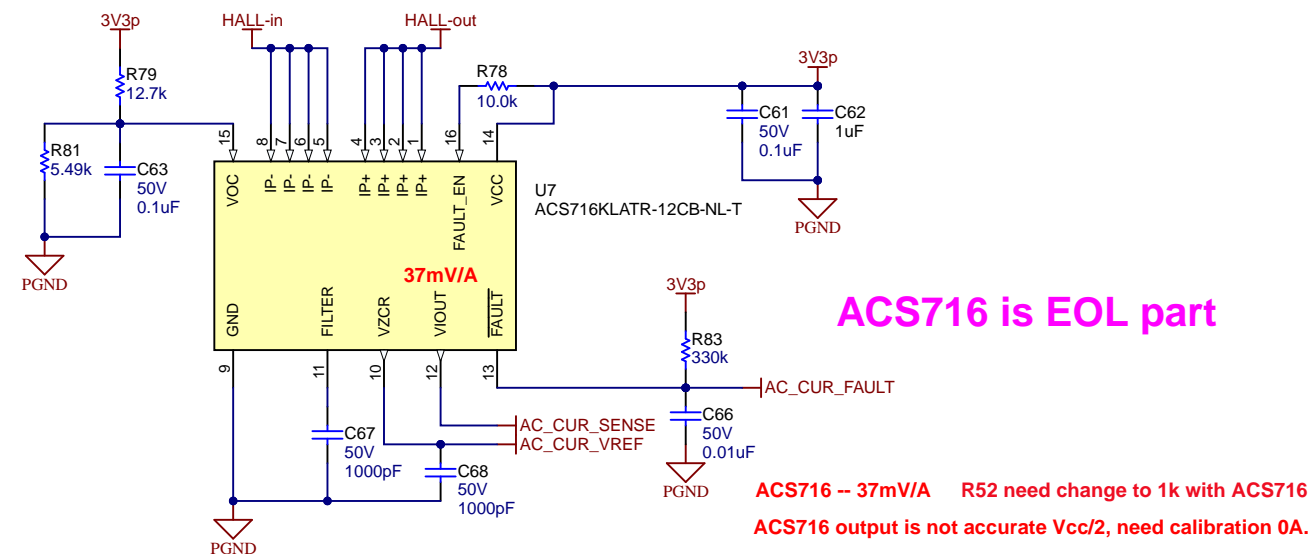 3V3p
HALL-in
HALL-out
R79
12.7k
R78
10.0k
3V3p
C61
50V
0.1uF
C62
1uF
PGND
R81
5.49k
C63
50V
0.1uF
PGND
15
8
7
6
5
4
3
2
1
16
14
VOC
IP-
IP-
IP-
IP-
IP+
IP+
IP+
IP+
FAULT_EN
VCC
U7
ACS716KLATR-12CB-NL-T
37mV/A
GND
FILTER
VZCR
VIOUT
FAULT
9
11
10
12
13
3V3p
R83
330k
AC_CUR_FAULT
C66
50V
0.01uF
PGND
ACS716 is EOL part
AC_CUR_SENSE
AC_CUR_VREF
C67
50V
1000pF
C68
50V
1000pF
PGND
ACS716 -- 37mV/A R52 need change to 1k with ACS716
ACS716 output is not accurate Vcc/2, need calibration 0A.